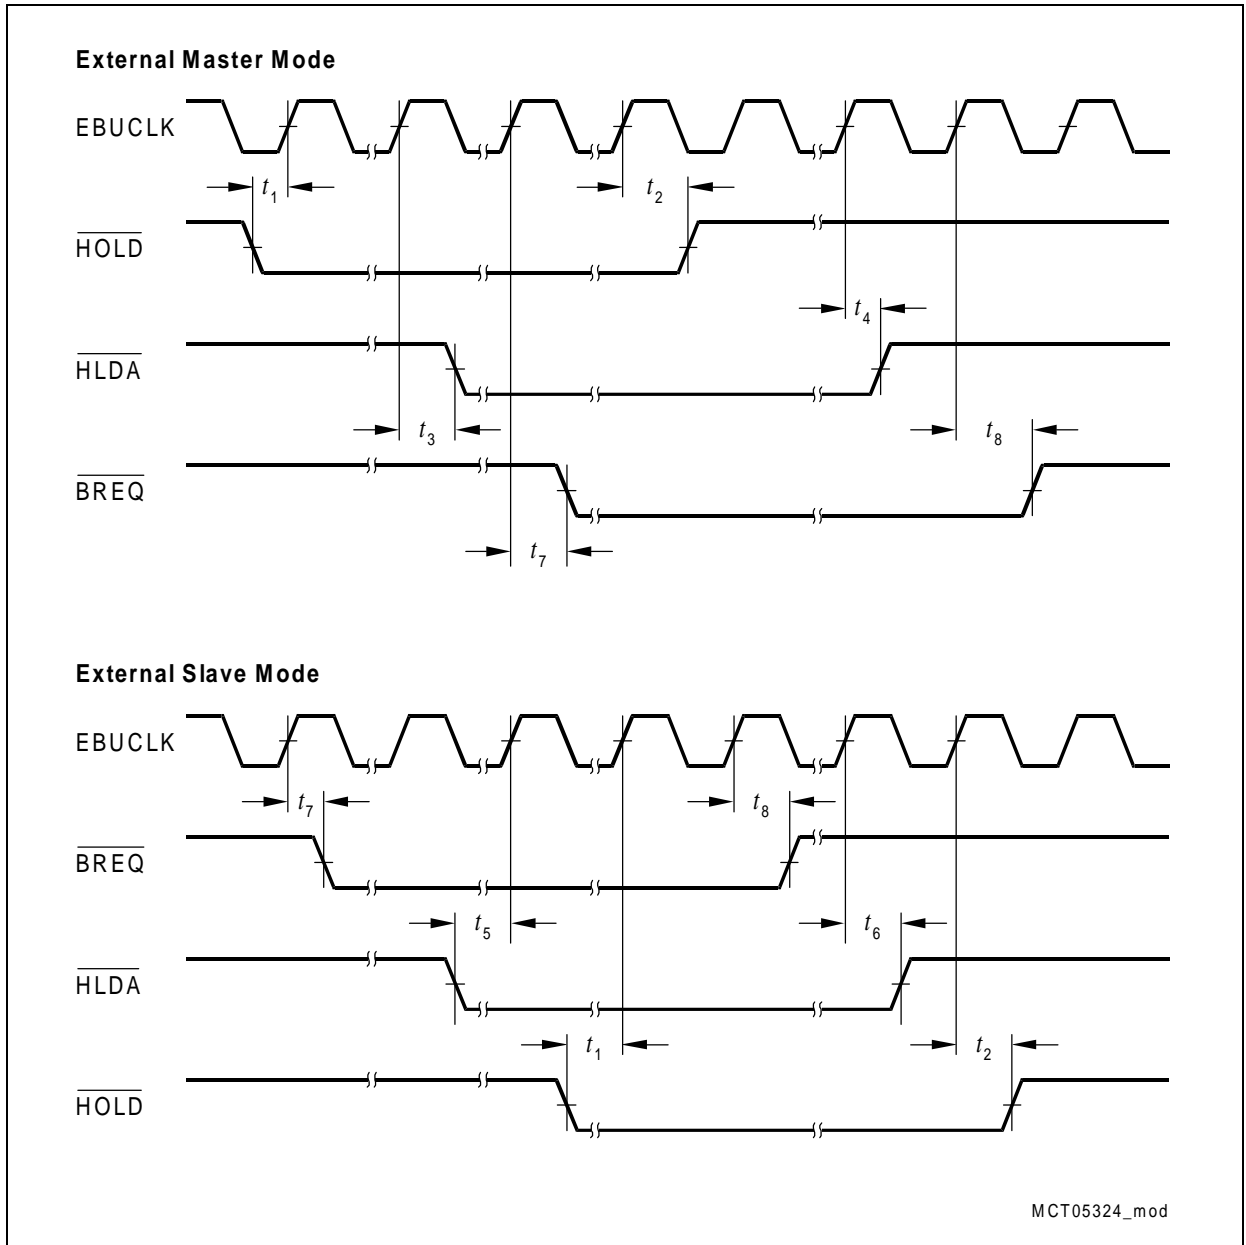 External Master Mode
EBUCLK
t1 t2
HOLD
t4
HLDA
t3 t8
BREQ
t7
External Slave Mode
EBUCLK
t7 t8
BREQ
t5 t6
HLDA
t1 t2
HOLD
MCT05324_mod